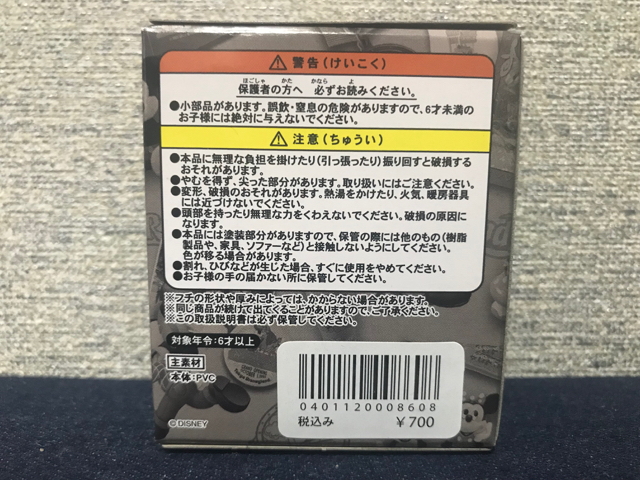 ⚠ 警告(けいこく)
保護者の方へ 必ずお読みください。
●小部品があります。誤飲・窒息の危険がありますので、6才未満の
お子様には絶対に与えないでください。
⚠ 注意(ちゅうい)
●本品に無理な負担を掛けたり(引っ張ったり)振り回すと破損する
おそれがあります。
●やむを得ず、尖った部分があります。取り扱いにはご注意ください。
●変形、破損のおそれがあります。熱湯をかけたり、火気、暖房器具
には近づけないでください。
●頭部を持ったり無理な力をくわえないでください。破損の原因に
なります。
●本品には塗装部分がありますので、保管の際には他のもの(樹脂
製品や、家具、ソファーなど)と接触しないようにしてください。
色が移る場合があります。
●割れ、ひびなどが生じた場合、すぐに使用をやめてください。
●お子様の手の届かない所に保管してください。
※フチの形状や厚みによっては、かからない場合があります。
※同じ商品が続けて出てくることがありますので、ご了承ください。
※この取扱説明書は必ず保管してください。
対象年令:6才以上
主素材
本体:PVC
0401120008608
税込み ¥700
©DISNEY